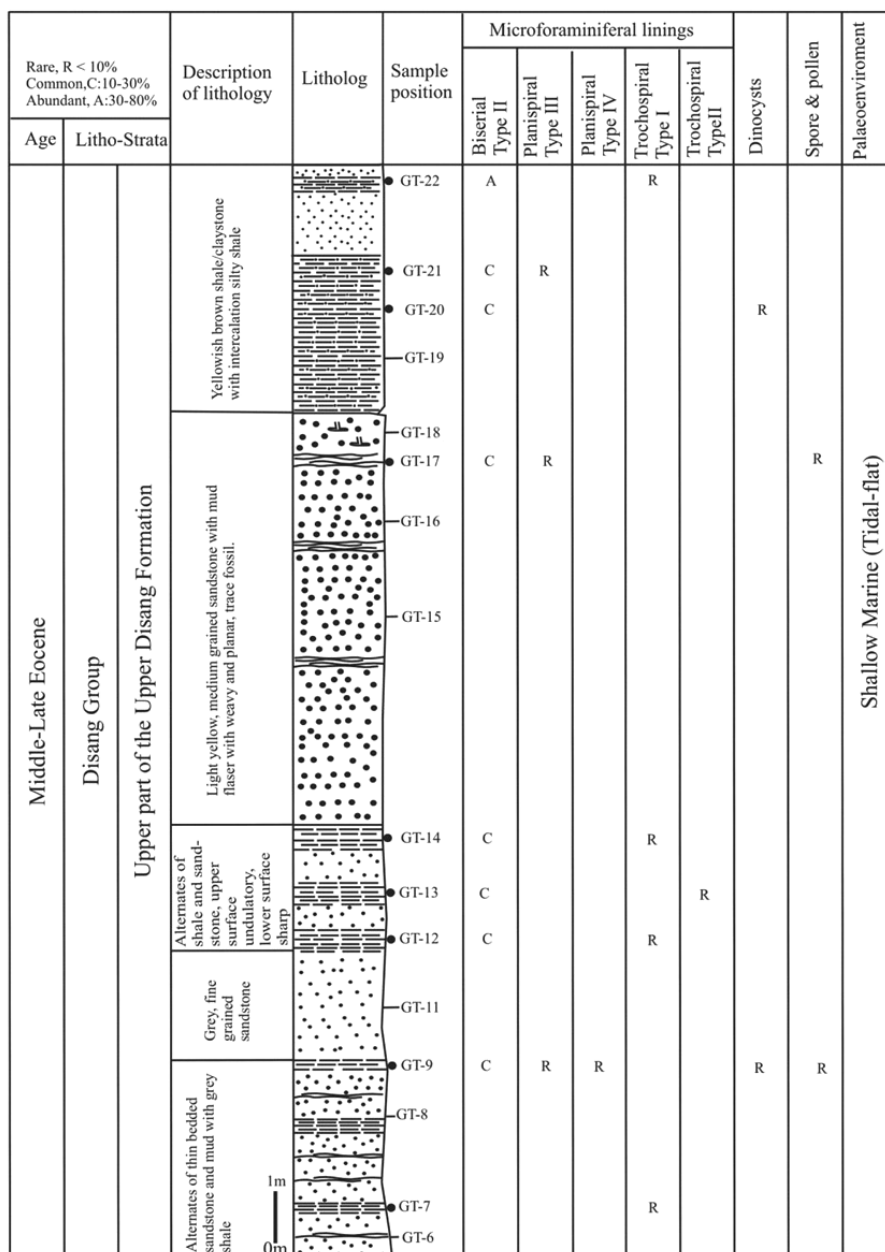 Rare, R < 10%
Common,C:10-30%
Abundant, A:30-80%
Age
Litho-Strata
Description
of lithology
Litholog
Sample
position
Microforaminiferal linings
Biserial
Type II
Planispiral
Type III
Planispiral
Type IV
Trochospiral
Type I
Trochospiral
TypeII
Dinocysts
Spore & pollen
Palaeoenviroment
Middle-Late Eocene
Disang Group
Upper part of the Upper Disang Formation
Yellowish brown shale/claystone
with intercalation silty shale
Light yellow, medium grained sandstone with mud
flaser with weavy and planar, trace fossil.
Alternates of
shale and sand-
stone, upper
surface
undulatory,
lower surface
sharp
Grey, fine
grained
sandstone
Alternates of thin bedded
sandstone and mud with grey
shale
1m
0m
GT-22 A R
GT-21 C R
GT-20 C R
GT-19
GT-18
GT-17 C R R
GT-16
GT-15
GT-14 C R
GT-13 C R
GT-12 C R
GT-11
GT-9 C R R R R
GT-8
GT-7 R
GT-6
Shallow Marine (Tidal-flat)